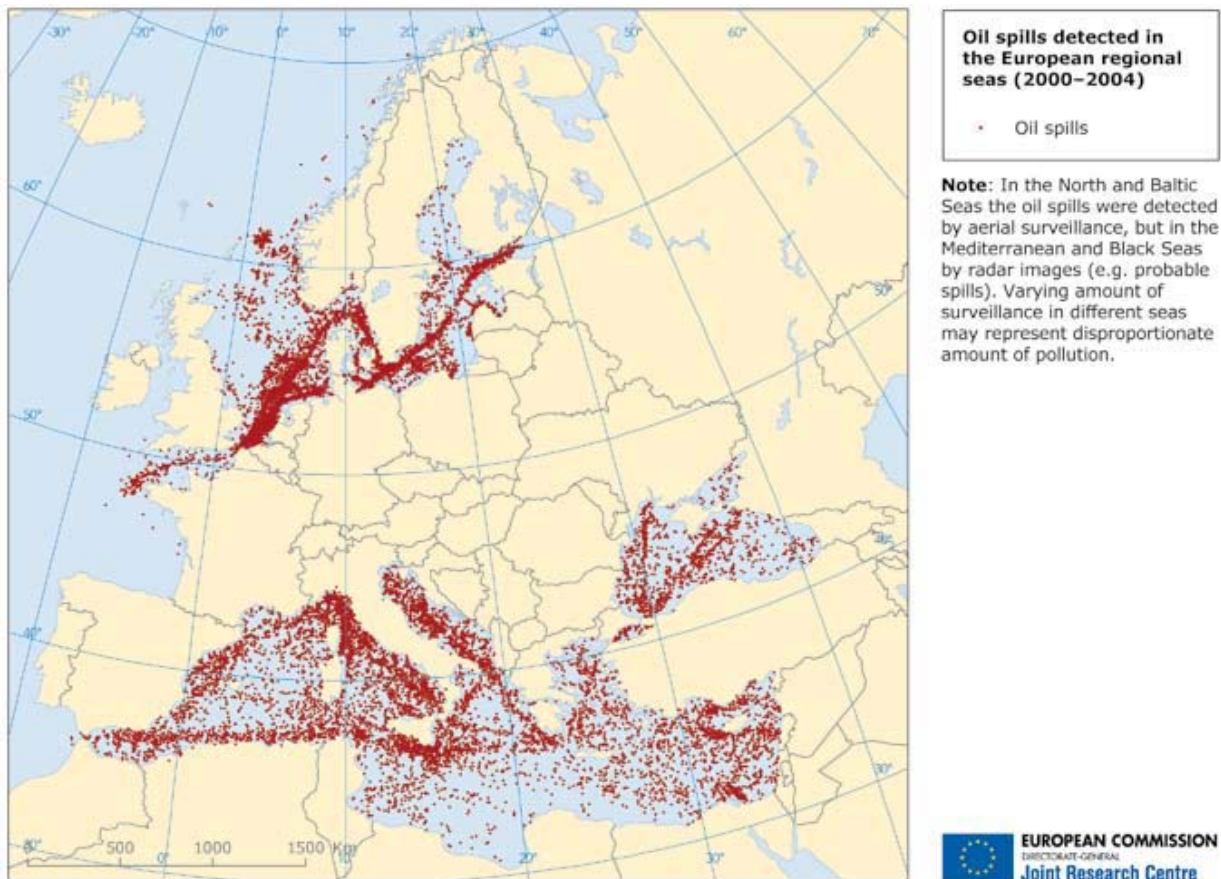 -30°
-20°
-10°
0°
10°
20°
30°
40°
50°
60°
70°
60°
50°
50°
40°
40°
30°
0
500
1000
1500 Km
0°
10°
20°
30°
Oil spills detected in
the European regional
seas (2000–2004)
Oil spills
Note: In the North and Baltic
Seas the oil spills were detected
by aerial surveillance, but in the
Mediterranean and Black Seas
by radar images (e.g. probable
spills). Varying amount of
surveillance in different seas
may represent disproportionate
amount of pollution.
EUROPEAN COMMISSION
DIRECTORATE-GENERAL
Joint Research Centre